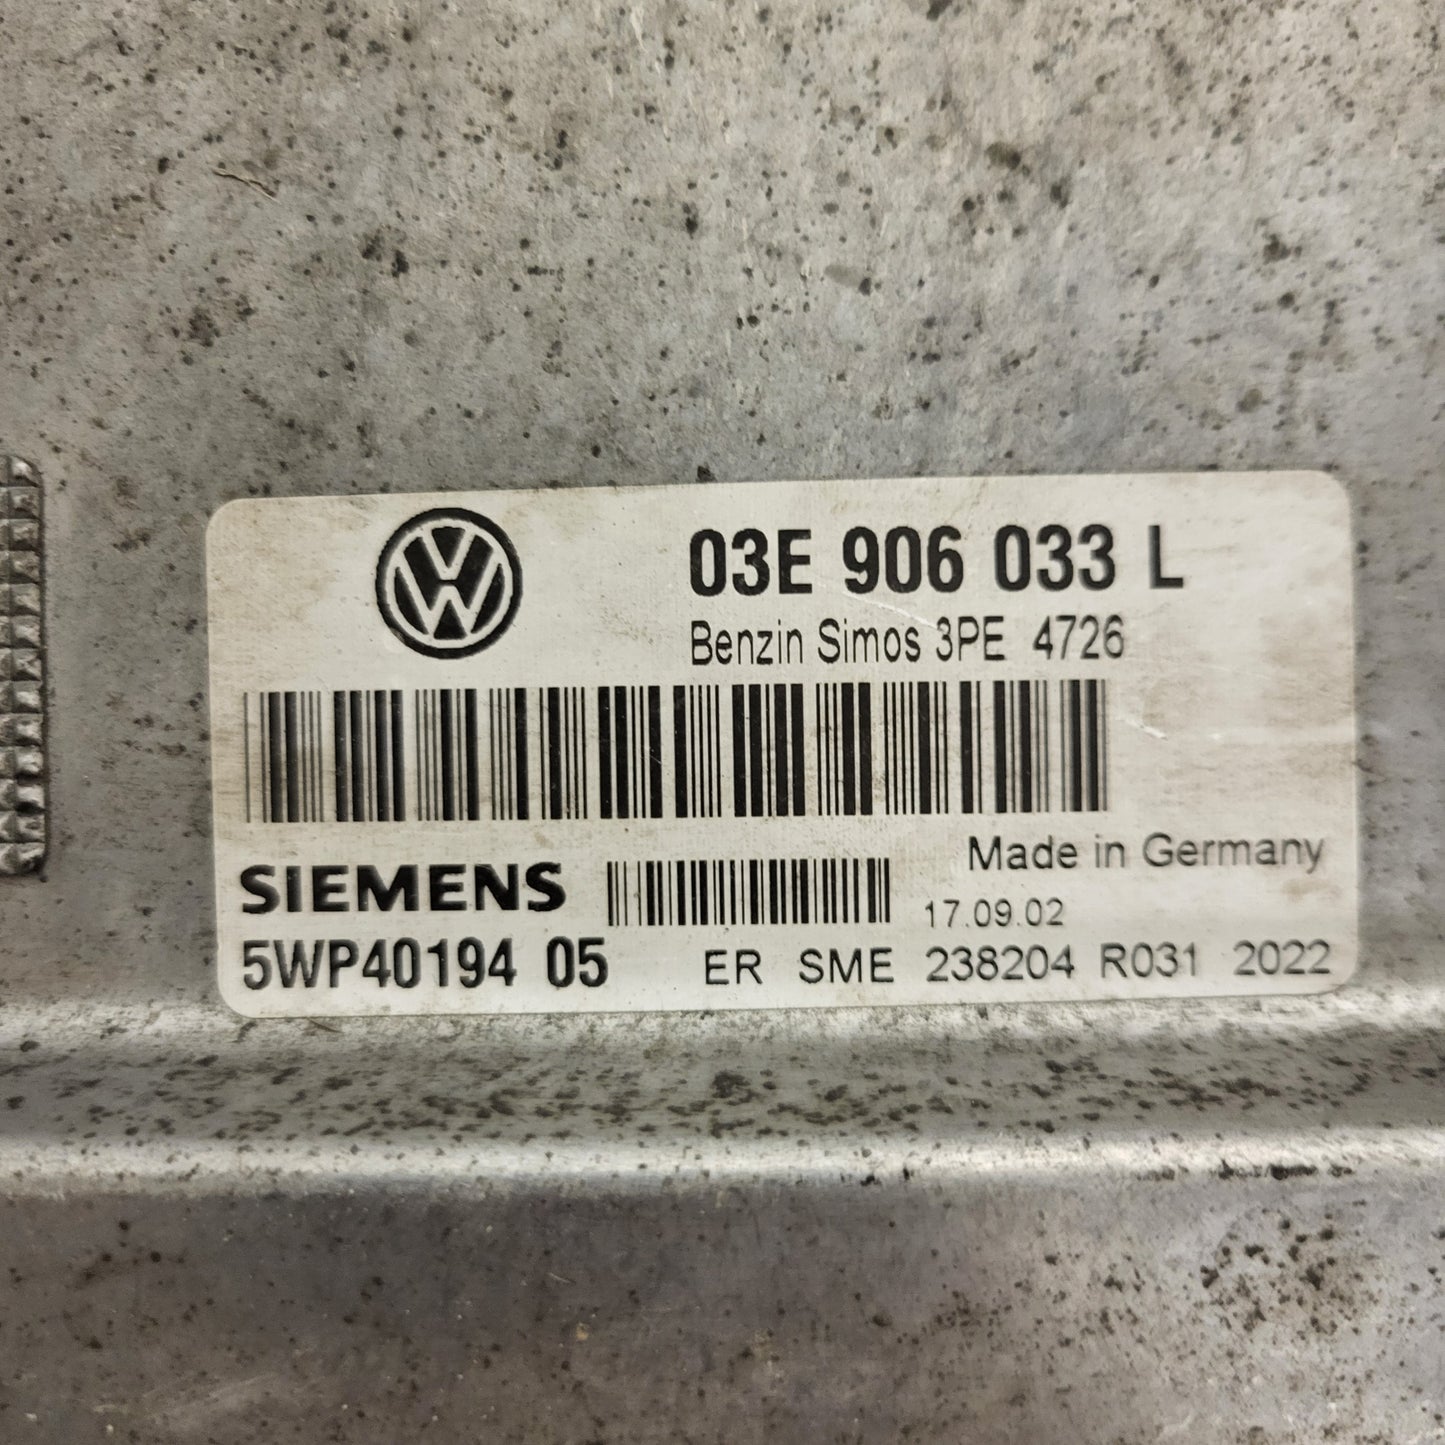 03E 906 033 L
Benzin Simos 3PE 4726
Made in Germany
SIEMENS 17.09.02
5WP40194 05 ER SME 238204 R031 2022